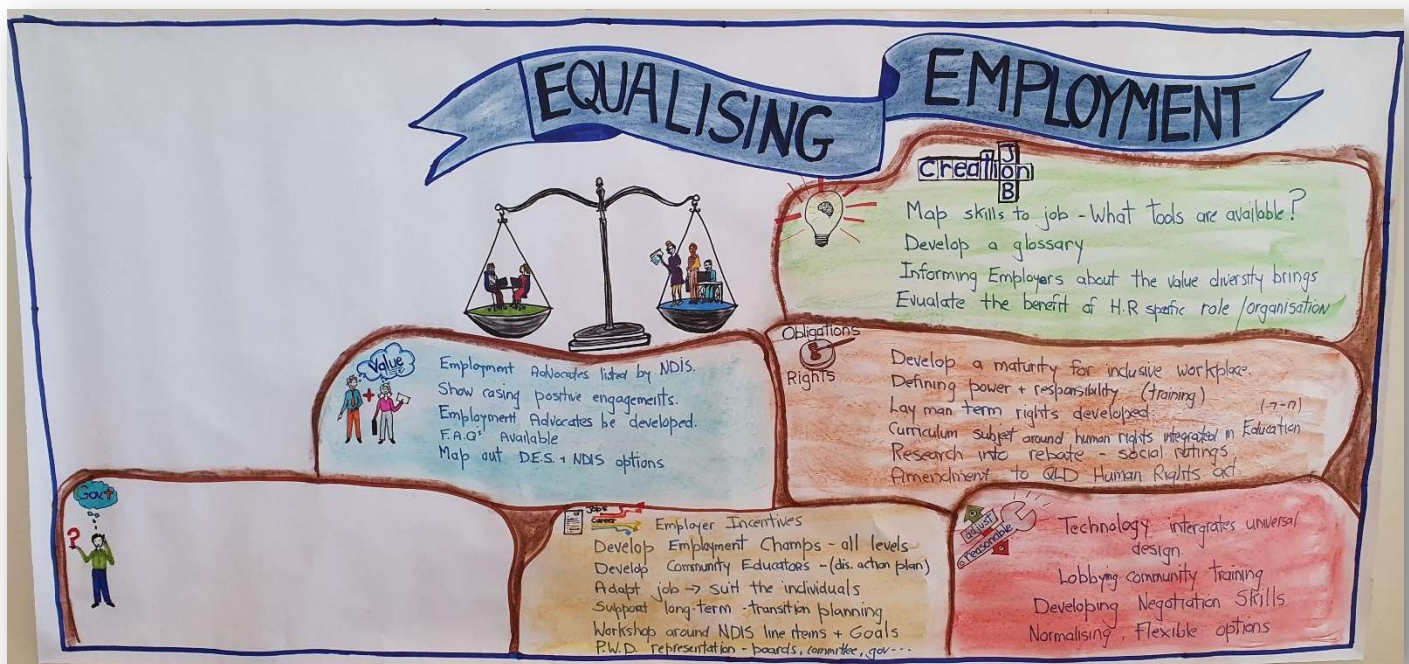 EQUALISING EMPLOYMENT
creation
JOB
Map skills to job - What tools are available?
Develop a glossary
Informing Employers about the value diversity brings
Evualate the benefit of H.R specific role / organisation
Value
+
Employment Advocates listed by NDIS.
Show casing positive engagements.
Employment Advocates be developed.
F.A.Q's Available
Map out D.E.S. + NDIS options
Obligations
Rights
Develop a maturity for inclusive workplace.
Defining power + responsibility (training)
Lay man term rights developed.
Curriculum subject around human rights integrated in Education
Research into rebate - social ratings
Amendment to QLD Human Rights act.
Gov+
?
Jobs
Career
Employer Incentives
Develop Employment Champs - all levels
Develop Community Educators - (dis. action plan)
Adapt job → suit the individuals
Support long-term - transition planning
Workshop around NDIS line items + Goals
P.W.D. representation - boards, committee, gov---
adjust
reasonable
Technology intergrates universal
design
Lobbying community training
Developing Negotiation Skills
Normalising, Flexible options